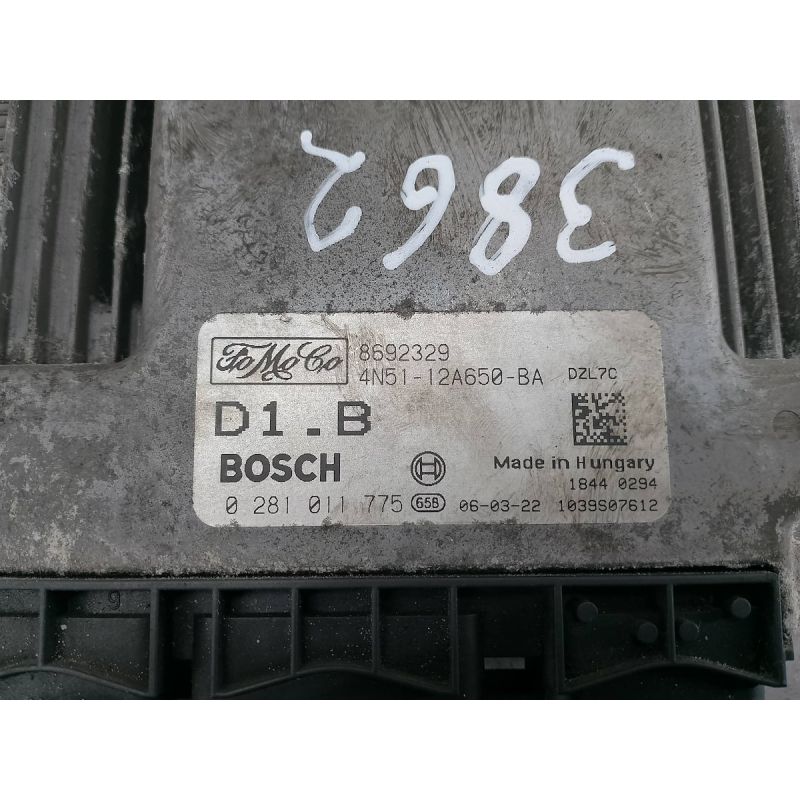 3862
FoMoCo 8692329
4N51-12A650-BA DZL7C
D1.B
BOSCH Made in Hungary
1844 0294
0 281 011 775 65B 06-03-22 1039S07612
9